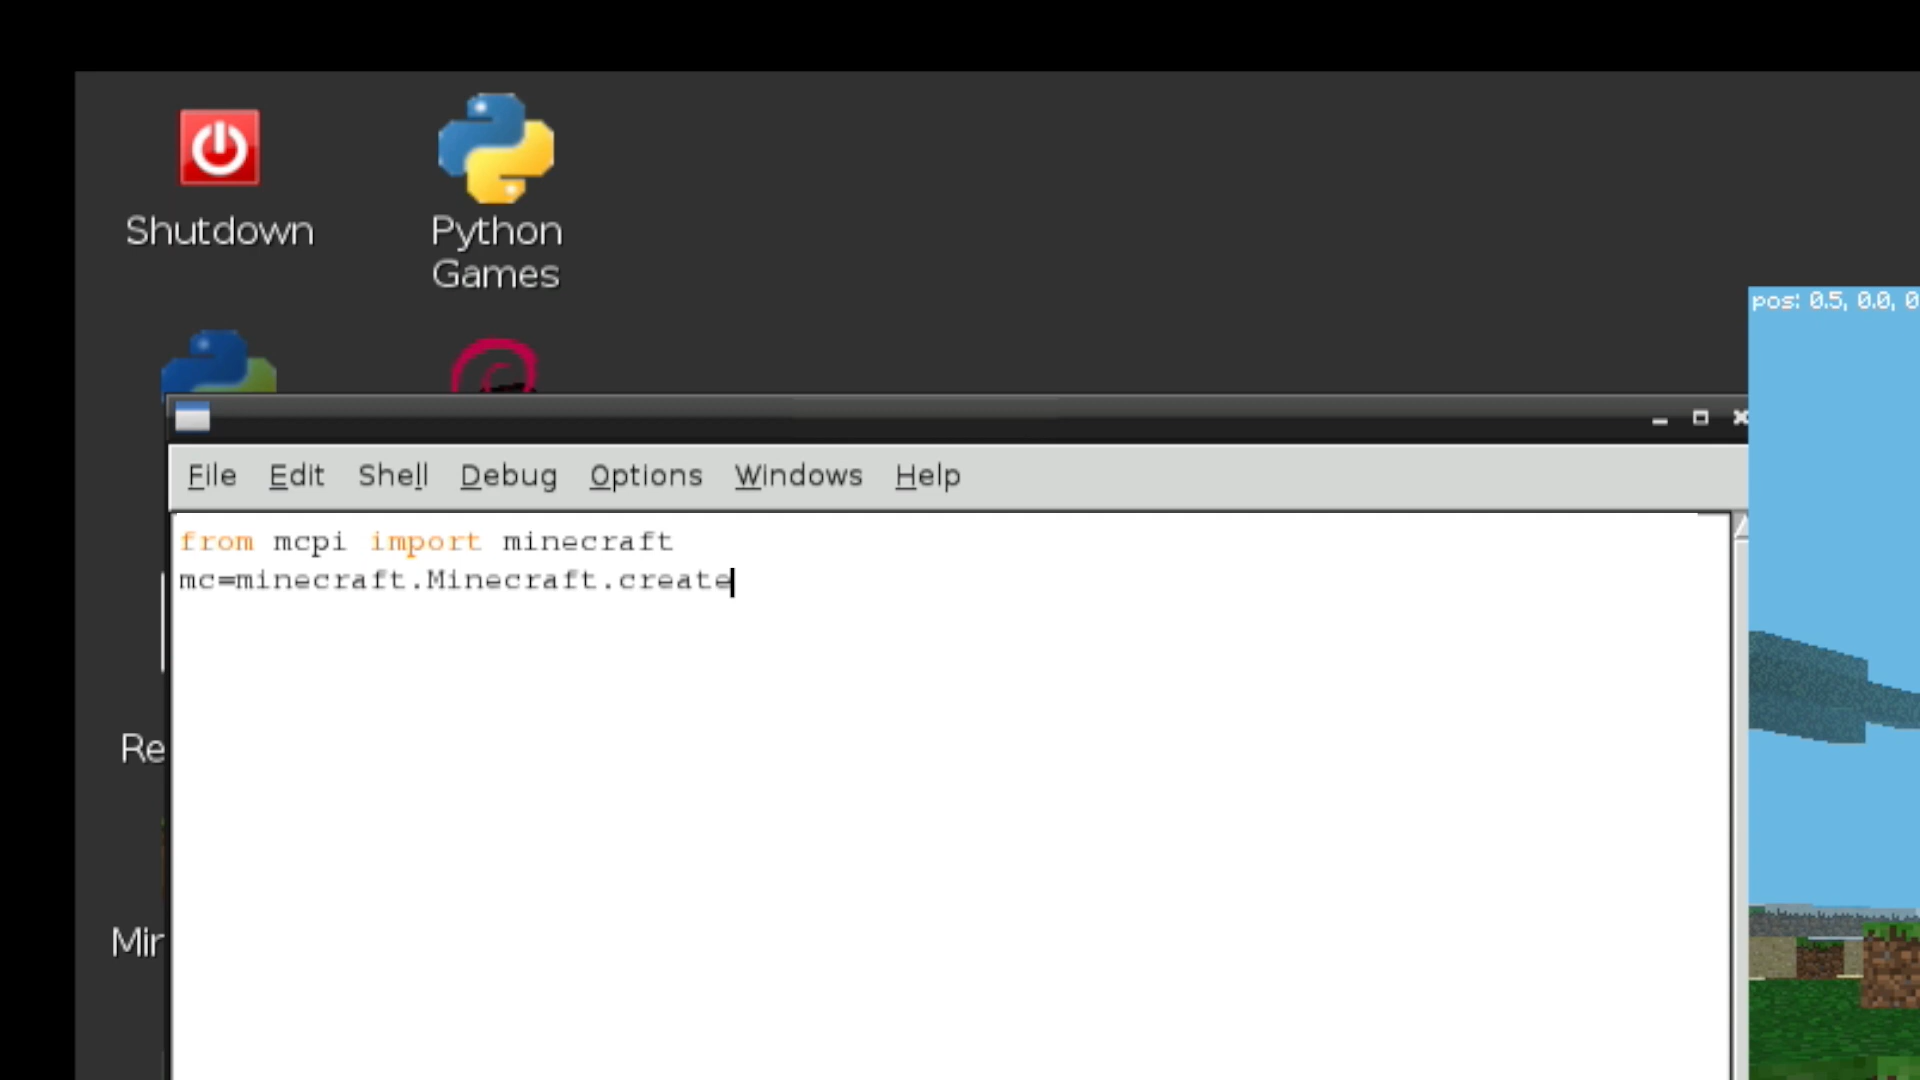 Shutdown
Python
Games
pos: 0.5, 0.0, 0
File Edit Shell Debug Options Windows Help
from mcpi import minecraft
mc=minecraft.Minecraft.create
Re
Mir